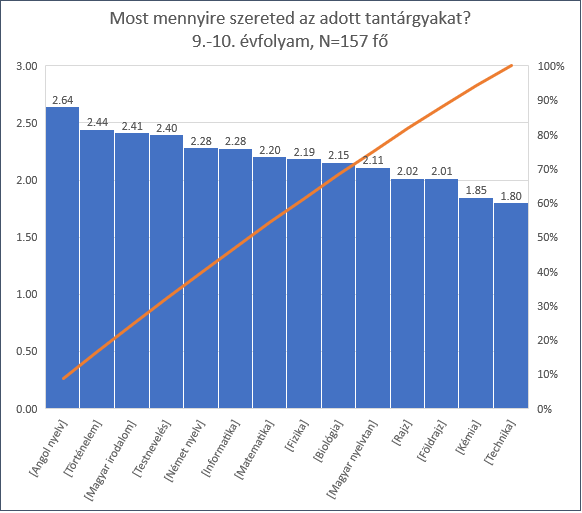 Most mennyire szereted az adott tantárgyakat?
9.-10. évfolyam, N=157 fő
3.00
2.50
2.00
1.50
1.00
0.50
0.00
2.64
2.44
2.41
2.40
2.28
2.28
2.20
2.19
2.15
2.11
2.02
2.01
1.85
1.80
100%
90%
80%
70%
60%
50%
40%
30%
20%
10%
0%
[Angol nyelv]
[Történelem]
[Magyar irodalom]
[Testnevelés]
[Német nyelv]
[Informatika]
[Matematika]
[Fizika]
[Biológia]
[Magyar nyelvtan]
[Rajz]
[Földrajz]
[Kémia]
[Technika]